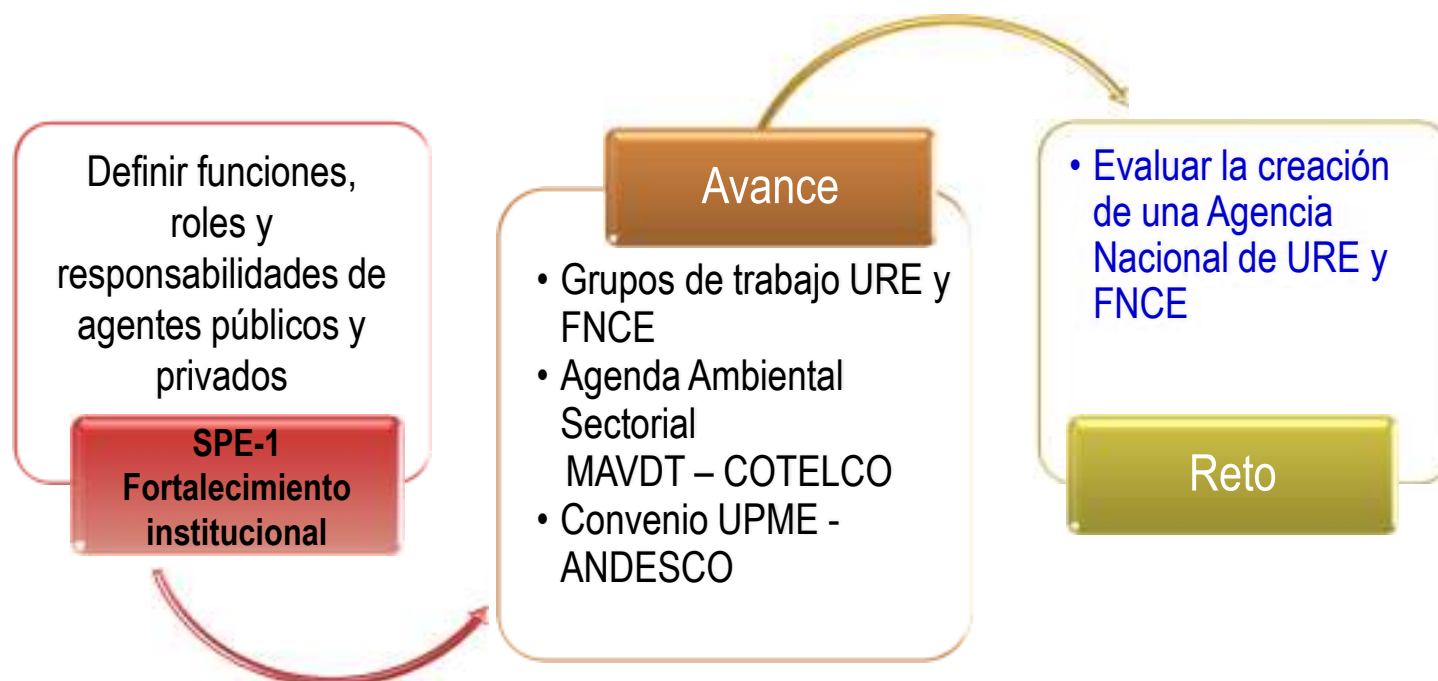 Definir funciones,
roles y
responsabilidades de
agentes públicos y
privados
SPE-1
Fortalecimiento
institucional
Avance
• Grupos de trabajo URE y
FNCE
• Agenda Ambiental
Sectorial
MAVDT – COTELCO
• Convenio UPME -
ANDESCO
• Evaluar la creación
de una Agencia
Nacional de URE y
FNCE
Reto